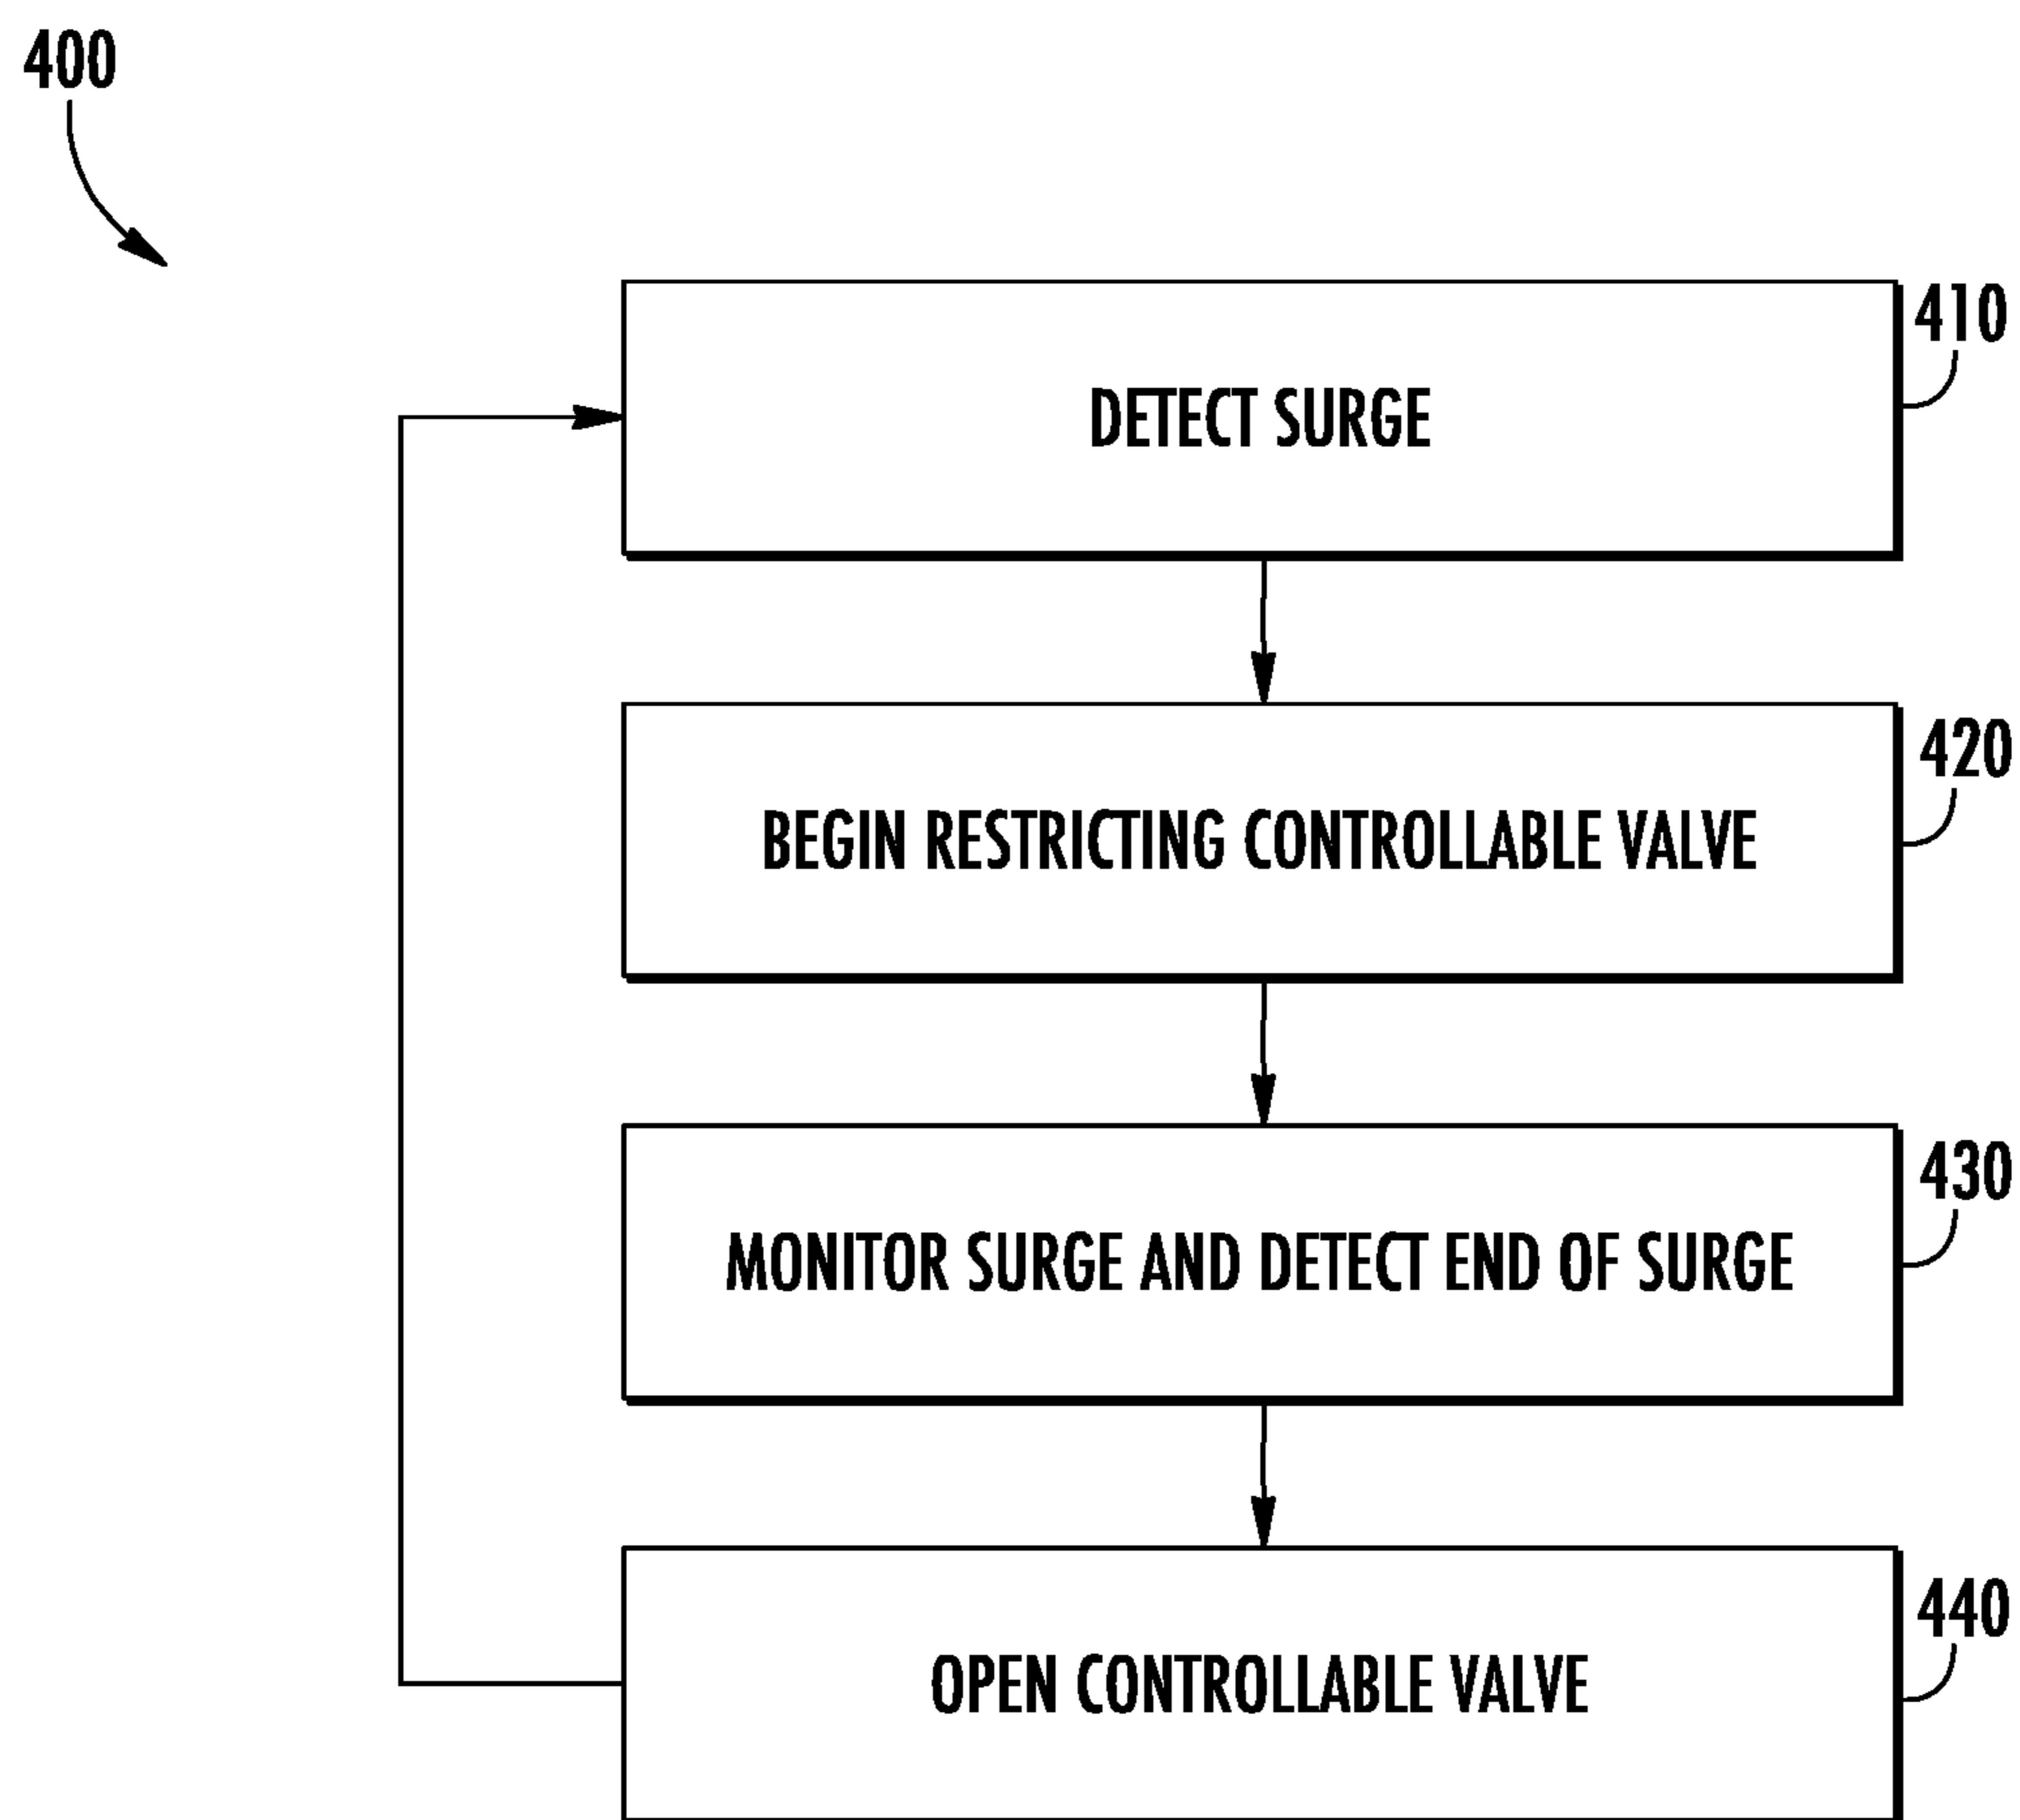 400
DETECT SURGE
410
BEGIN RESTRICTING CONTROLLABLE VALVE
420
MONITOR SURGE AND DETECT END OF SURGE
430
OPEN CONTROLLABLE VALVE
440